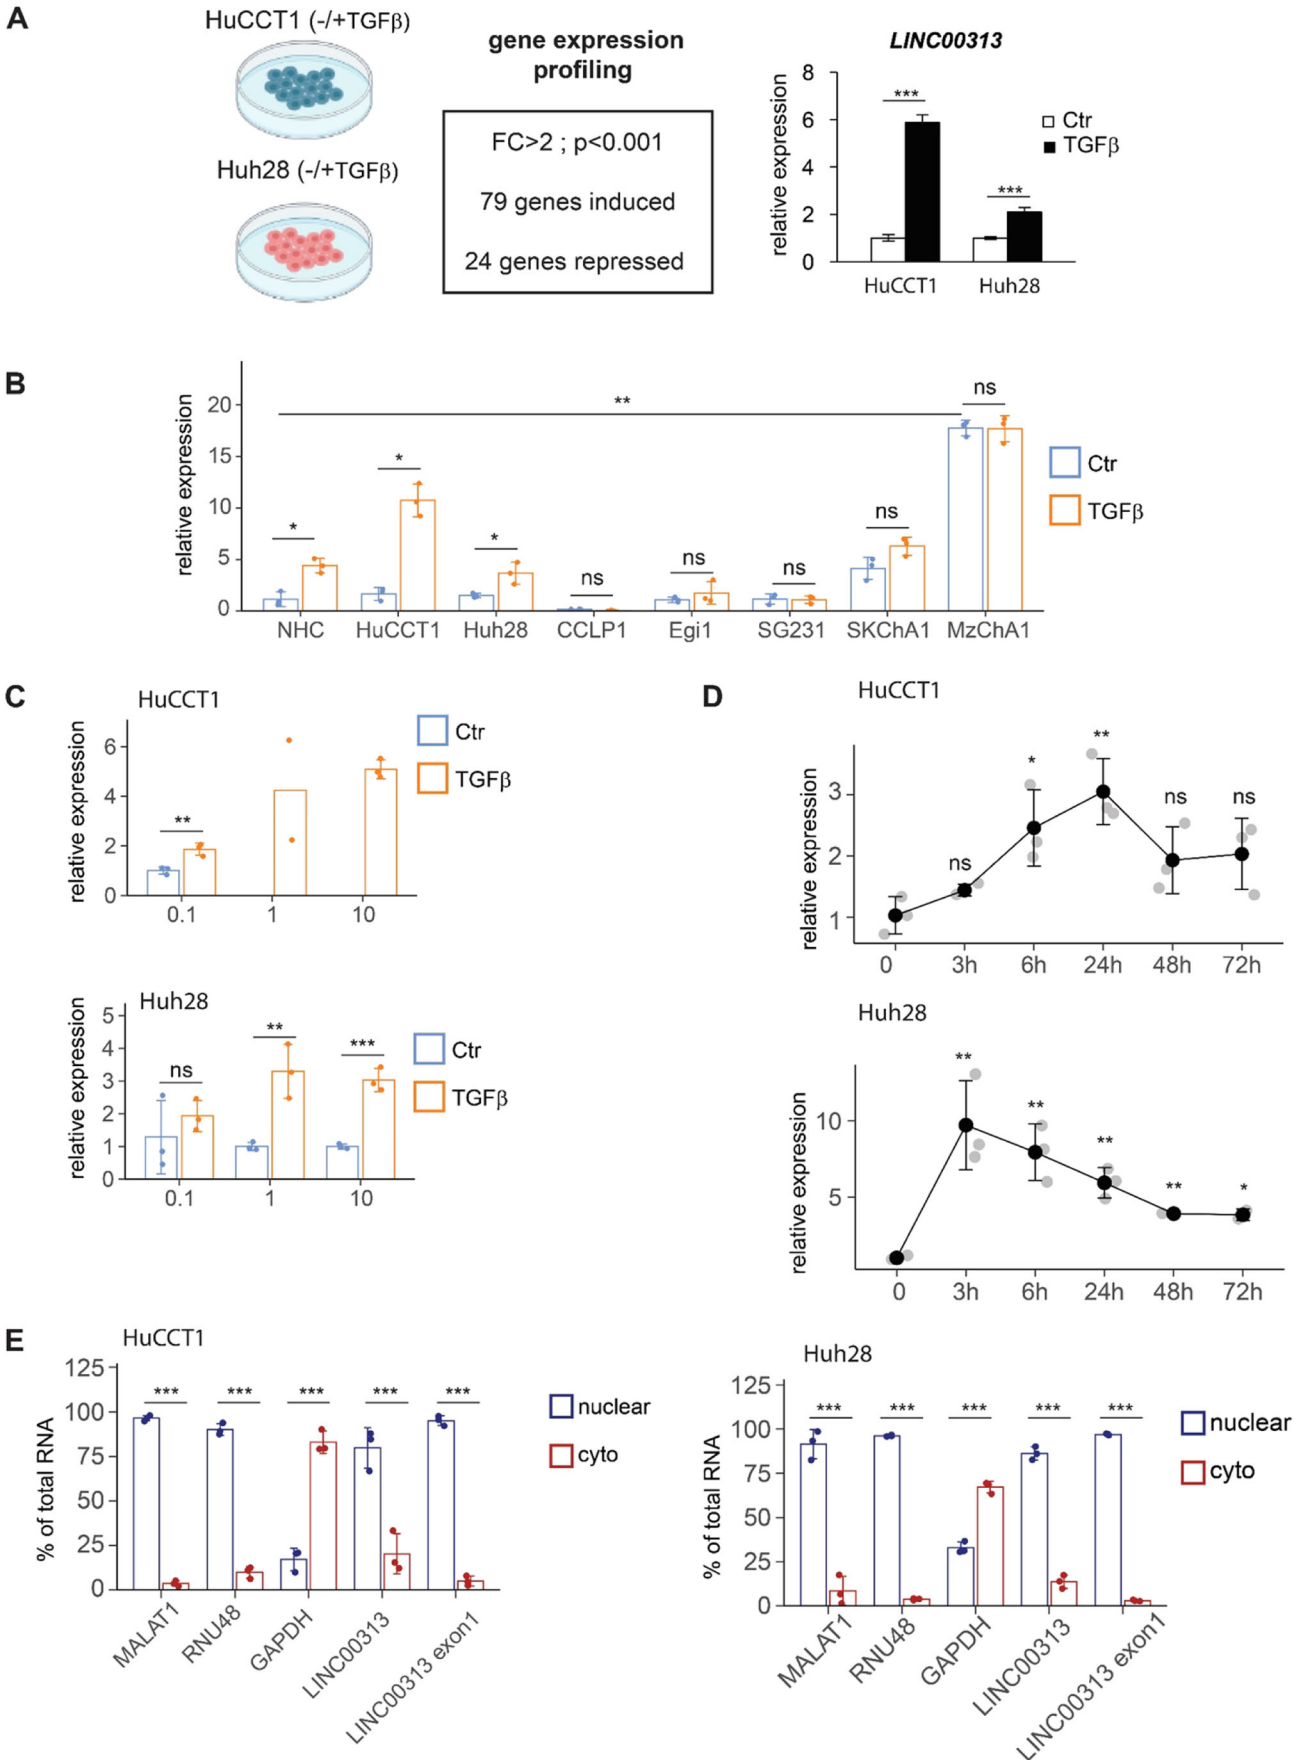 A
HuCCT1 (-/+TGFβ)
Huh28 (-/+TGFβ)
gene expression
profiling
FC>2 ; p<0.001
79 genes induced
24 genes repressed
LINC00313
relative expression
8
6
4
2
0
***
***
HuCCT1
Huh28
Ctr
TGFβ
B
relative expression
20
15
10
5
0
**
*
*
*
ns
ns
ns
ns
ns
NHC
HuCCT1
Huh28
CCLP1
Egi1
SG231
SKChA1
MzChA1
Ctr
TGFβ
C
HuCCT1
relative expression
6
4
2
0
**
0.1
1
10
Ctr
TGFβ
Huh28
relative expression
5
4
3
2
1
0
ns
**
***
0.1
1
10
Ctr
TGFβ
D
HuCCT1
relative expression
3
2
1
ns
*
**
ns
ns
0
3h
6h
24h
48h
72h
Huh28
relative expression
10
5
**
**
**
**
*
0
3h
6h
24h
48h
72h
E
HuCCT1
% of total RNA
125
100
75
50
25
0
***
***
***
***
***
MALAT1
RNU48
GAPDH
LINC00313
LINC00313 exon1
nuclear
cyto
Huh28
% of total RNA
125
100
75
50
25
0
***
***
***
***
***
MALAT1
RNU48
GAPDH
LINC00313
LINC00313 exon1
nuclear
cyto